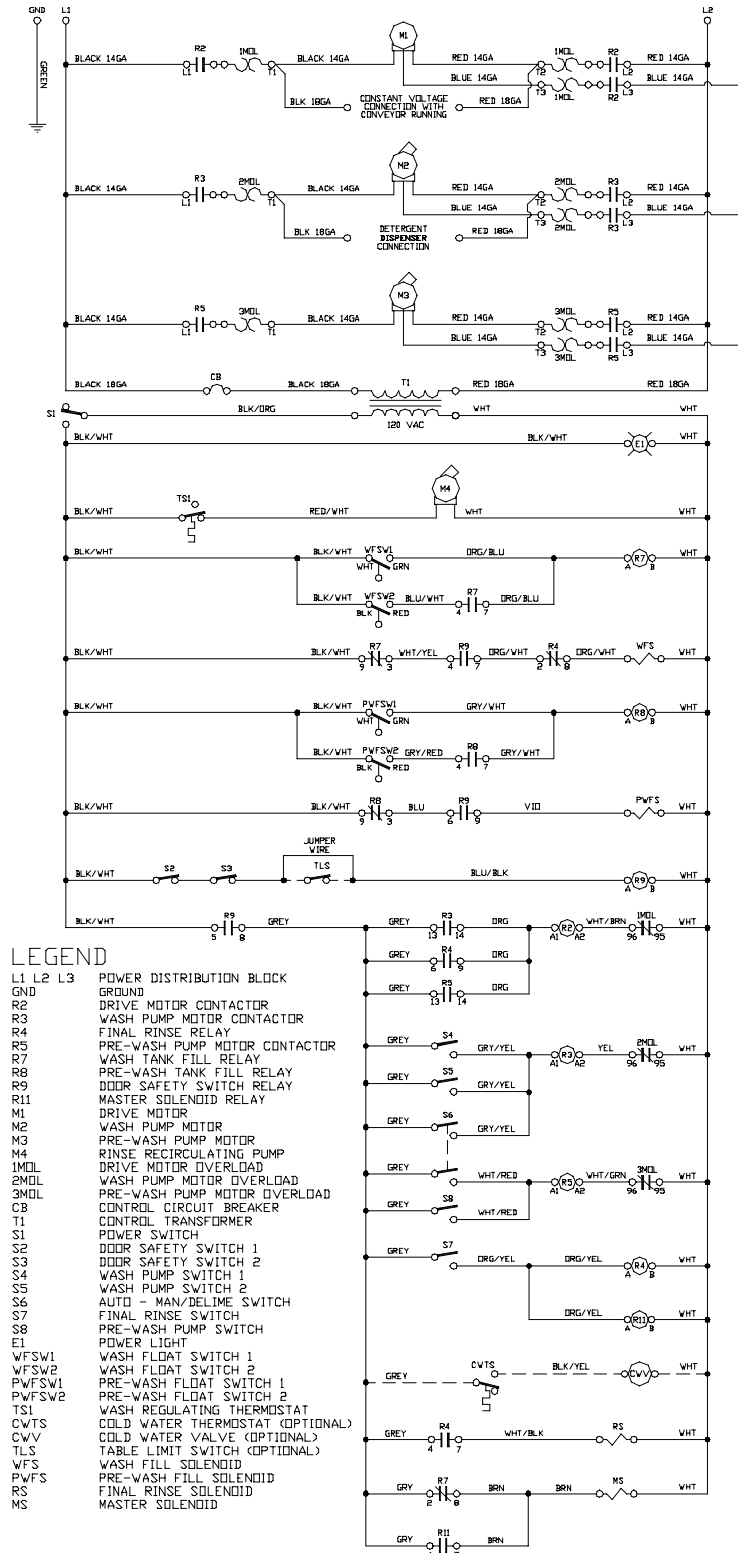 GND L1 L2
M1
R2 1MOL 1MOL R2
BLACK 14GA BLACK 14GA RED 14GA RED 14GA
L1 T1 T2 L2
GREEN
BLUE 14GA BLUE 14GA
T3 1MOL R2 L3
BLK 18GA CONSTANT VOLTAGE RED 18GA
CONNECTION WITH
CONVEYOR RUNNING
M2
R3 2MOL 2MOL R3
BLACK 14GA BLACK 14GA RED 14GA RED 14GA
L1 T1 T2 L2
BLUE 14GA BLUE 14GA
T3 2MOL R3 L3
BLK 18GA DETERGENT RED 18GA
DISPENSER
CONNECTION
M3
R5 3MOL 3MOL R5
BLACK 14GA BLACK 14GA RED 14GA RED 14GA
L1 T1 T2 L2
BLUE 14GA BLUE 14GA
T3 3MOL R5 L3
CB T1
BLACK 18GA BLACK 18GA RED 18GA RED 18GA
S1 BLK/ORG WHT WHT
120 VAC
BLK/WHT BLK/WHT E1 WHT
M4
TS1
BLK/WHT RED/WHT WHT WHT
BLK/WHT BLK/WHT WFSW1 ORG/BLU R7 WHT
WHT GRN A B
BLK/WHT WFSW2 BLU/WHT R7 ORG/BLU
BLK RED 4 7
BLK/WHT BLK/WHT R7 WHT/YEL R9 ORG/WHT R4 ORG/WHT WFS WHT
9 3 4 7 2 8
BLK/WHT BLK/WHT PWFSW1 GRY/WHT R8 WHT
WHT GRN A B
BLK/WHT PWFSW2 GRY/RED R8 GRY/WHT
BLK RED 4 7
BLK/WHT BLK/WHT R8 BLU R9 VIO PWFS WHT
9 3 6 9
JUMPER
WIRE
BLK/WHT S2 S3 TLS BLU/BLK R9 WHT
A B
BLK/WHT R9 GREY GREY R3 ORG R2 WHT/BRN 1MOL WHT
5 8 13 14 A1 A2 96 95
R4
GREY ORG
6 9
R5
GREY ORG
13 14
GREY S4 GRY/YEL R3 YEL 2MOL WHT
A1 A2 96 95
GREY S5 GRY/YEL
GREY S6 GRY/YEL
GREY WHT/RED R5 WHT/GRN 3MOL WHT
A1 A2 96 95
GREY S8 WHT/RED
GREY S7 ORG/YEL ORG/YEL R4 WHT
A B
ORG/YEL R11 WHT
A B
GREY CWTS BLK/YEL CWV WHT
GREY R4 WHT/BLK RS WHT
4 7
GRY R7 BRN BRN MS WHT
2 8
GRY R11 BRN
LEGEND
L1 L2 L3 POWER DISTRIBUTION BLOCK
GND GROUND
R2 DRIVE MOTOR CONTACTOR
R3 WASH PUMP MOTOR CONTACTOR
R4 FINAL RINSE RELAY
R5 PRE-WASH PUMP MOTOR CONTACTOR
R7 WASH TANK FILL RELAY
R8 PRE-WASH TANK FILL RELAY
R9 DOOR SAFETY SWITCH RELAY
R11 MASTER SOLENOID RELAY
M1 DRIVE MOTOR
M2 WASH PUMP MOTOR
M3 PRE-WASH PUMP MOTOR
M4 RINSE RECIRCULATING PUMP
1MOL DRIVE MOTOR OVERLOAD
2MOL WASH PUMP MOTOR OVERLOAD
3MOL PRE-WASH PUMP MOTOR OVERLOAD
CB CONTROL CIRCUIT BREAKER
T1 CONTROL TRANSFORMER
S1 POWER SWITCH
S2 DOOR SAFETY SWITCH 1
S3 DOOR SAFETY SWITCH 2
S4 WASH PUMP SWITCH 1
S5 WASH PUMP SWITCH 2
S6 AUTO - MAN/DELIME SWITCH
S7 FINAL RINSE SWITCH
S8 PRE-WASH PUMP SWITCH
E1 POWER LIGHT
WFSW1 WASH FLOAT SWITCH 1
WFSW2 WASH FLOAT SWITCH 2
PWFSW1 PRE-WASH FLOAT SWITCH 1
PWFSW2 PRE-WASH FLOAT SWITCH 2
TS1 WASH REGULATING THERMOSTAT
CWTS COLD WATER THERMOSTAT (OPTIONAL)
CWV COLD WATER VALVE (OPTIONAL)
TLS TABLE LIMIT SWITCH (OPTIONAL)
WFS WASH FILL SOLENOID
PWFS PRE-WASH FILL SOLENOID
RS FINAL RINSE SOLENOID
MS MASTER SOLENOID